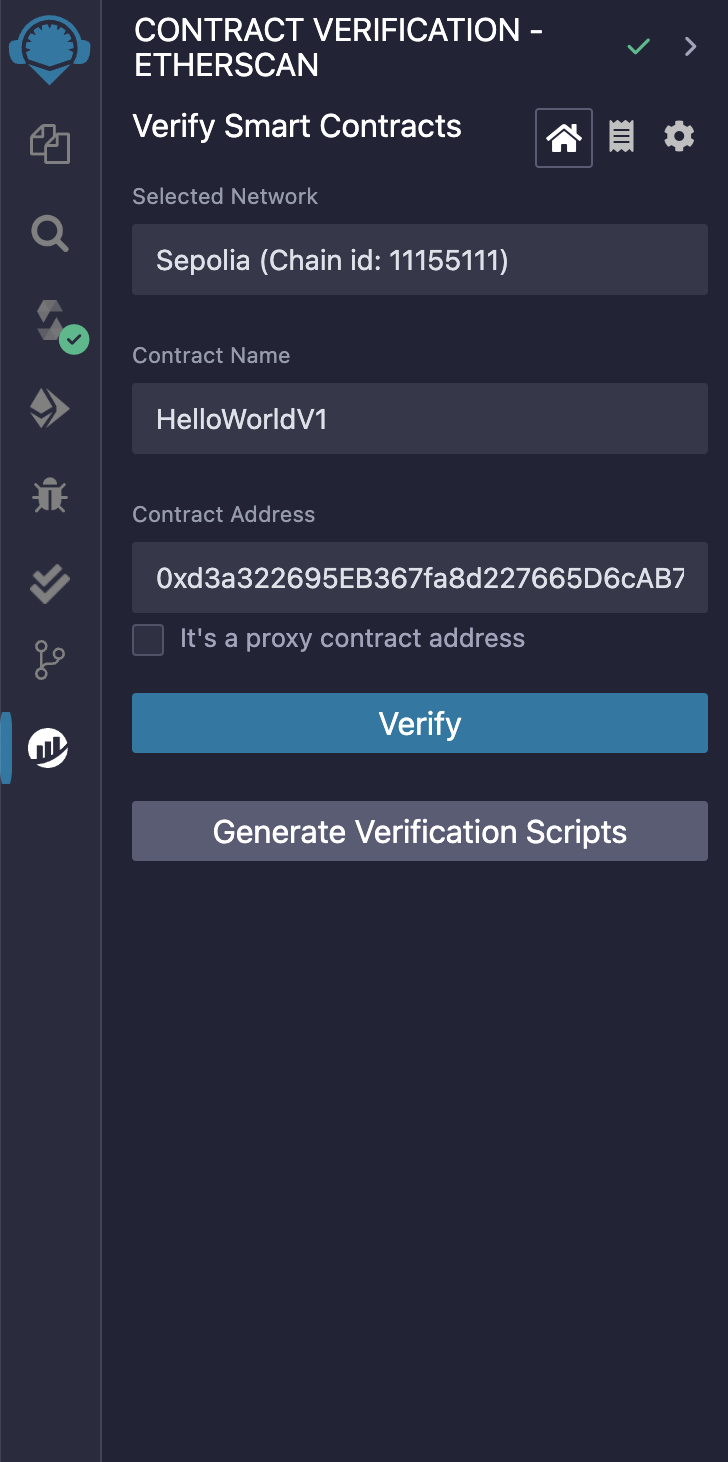 CONTRACT VERIFICATION -
ETHERSCAN
Verify Smart Contracts
Selected Network
Sepolia (Chain id: 11155111)
Contract Name
HelloWorldV1
Contract Address
0xd3a322695EB367fa8d227665D6cAB7
It's a proxy contract address
Verify
Generate Verification Scripts